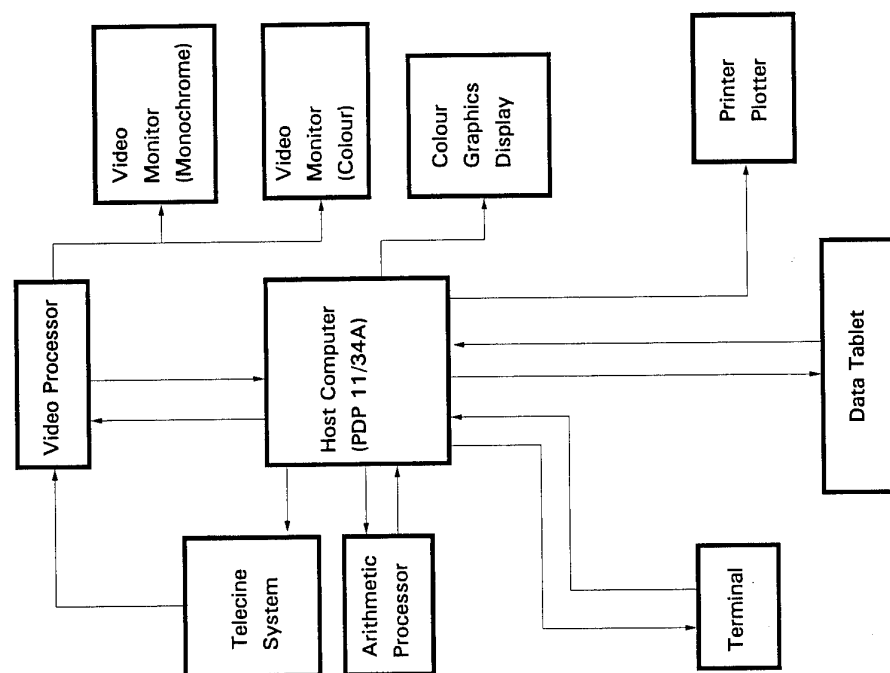 Telecine
System
Video Processor
Video
Monitor
(Monochrome)
Arithmetic
Processor
Host Computer
(PDP 11/34A)
Video
Monitor
(Colour)
Colour
Graphics
Display
Terminal
Data Tablet
Printer
Plotter